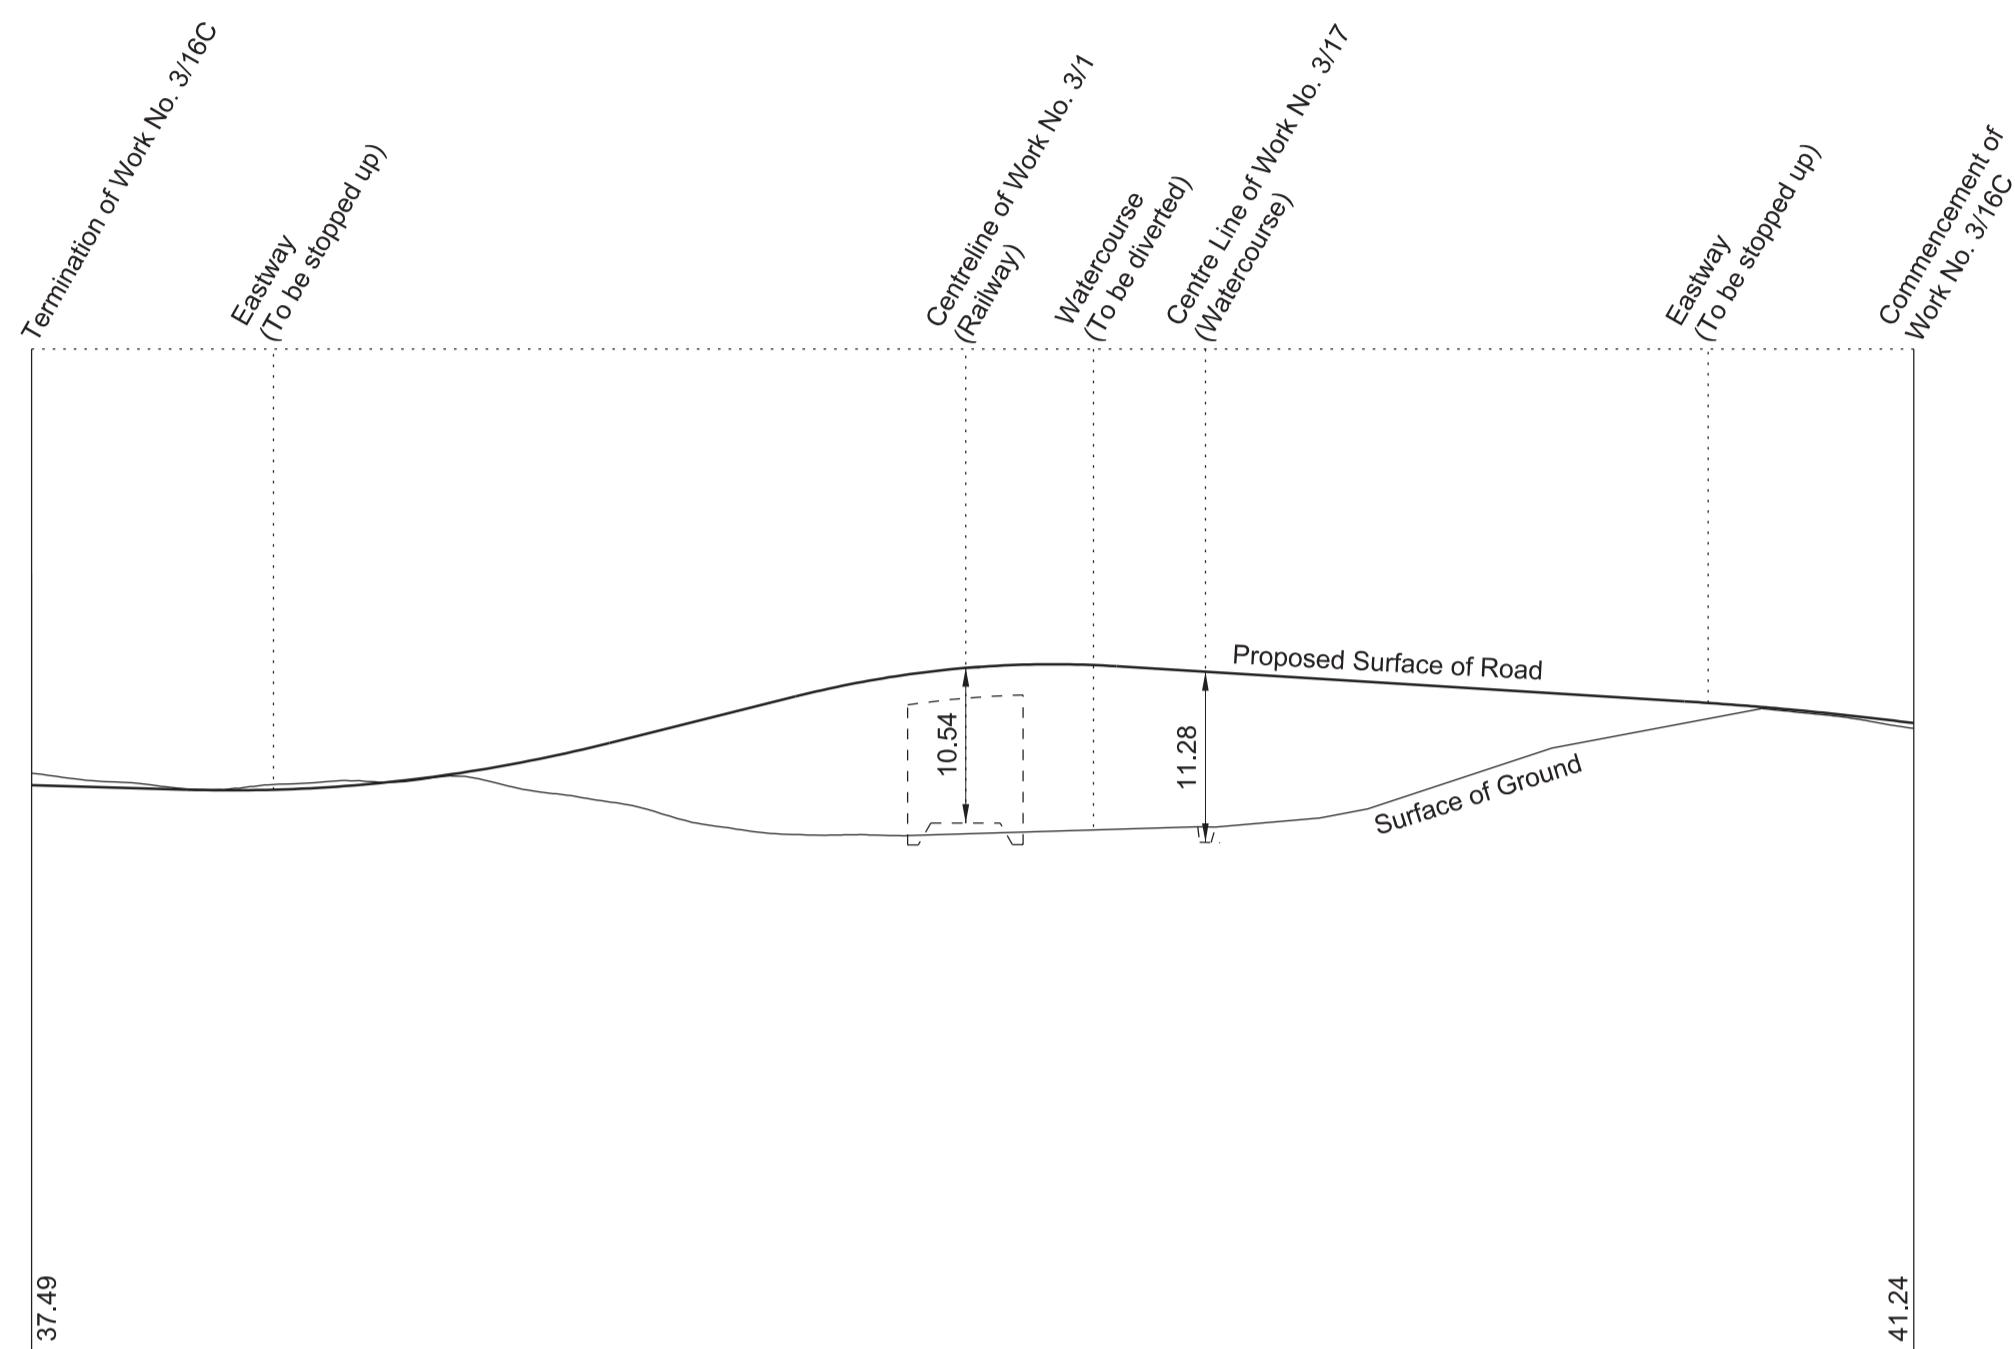 Termination of Work No. 3/16C
Eastway
(To be stopped up)
Centreline of Work No. 3/1
(Railway)
Watercourse
(To be diverted)
Centre Line of Work No. 3/17
(Watercourse)
Eastway
(To be stopped up)
Commencement of
Work No. 3/16C
Proposed Surface of Road
10.54
11.28
Surface of Ground
37.49
41.24